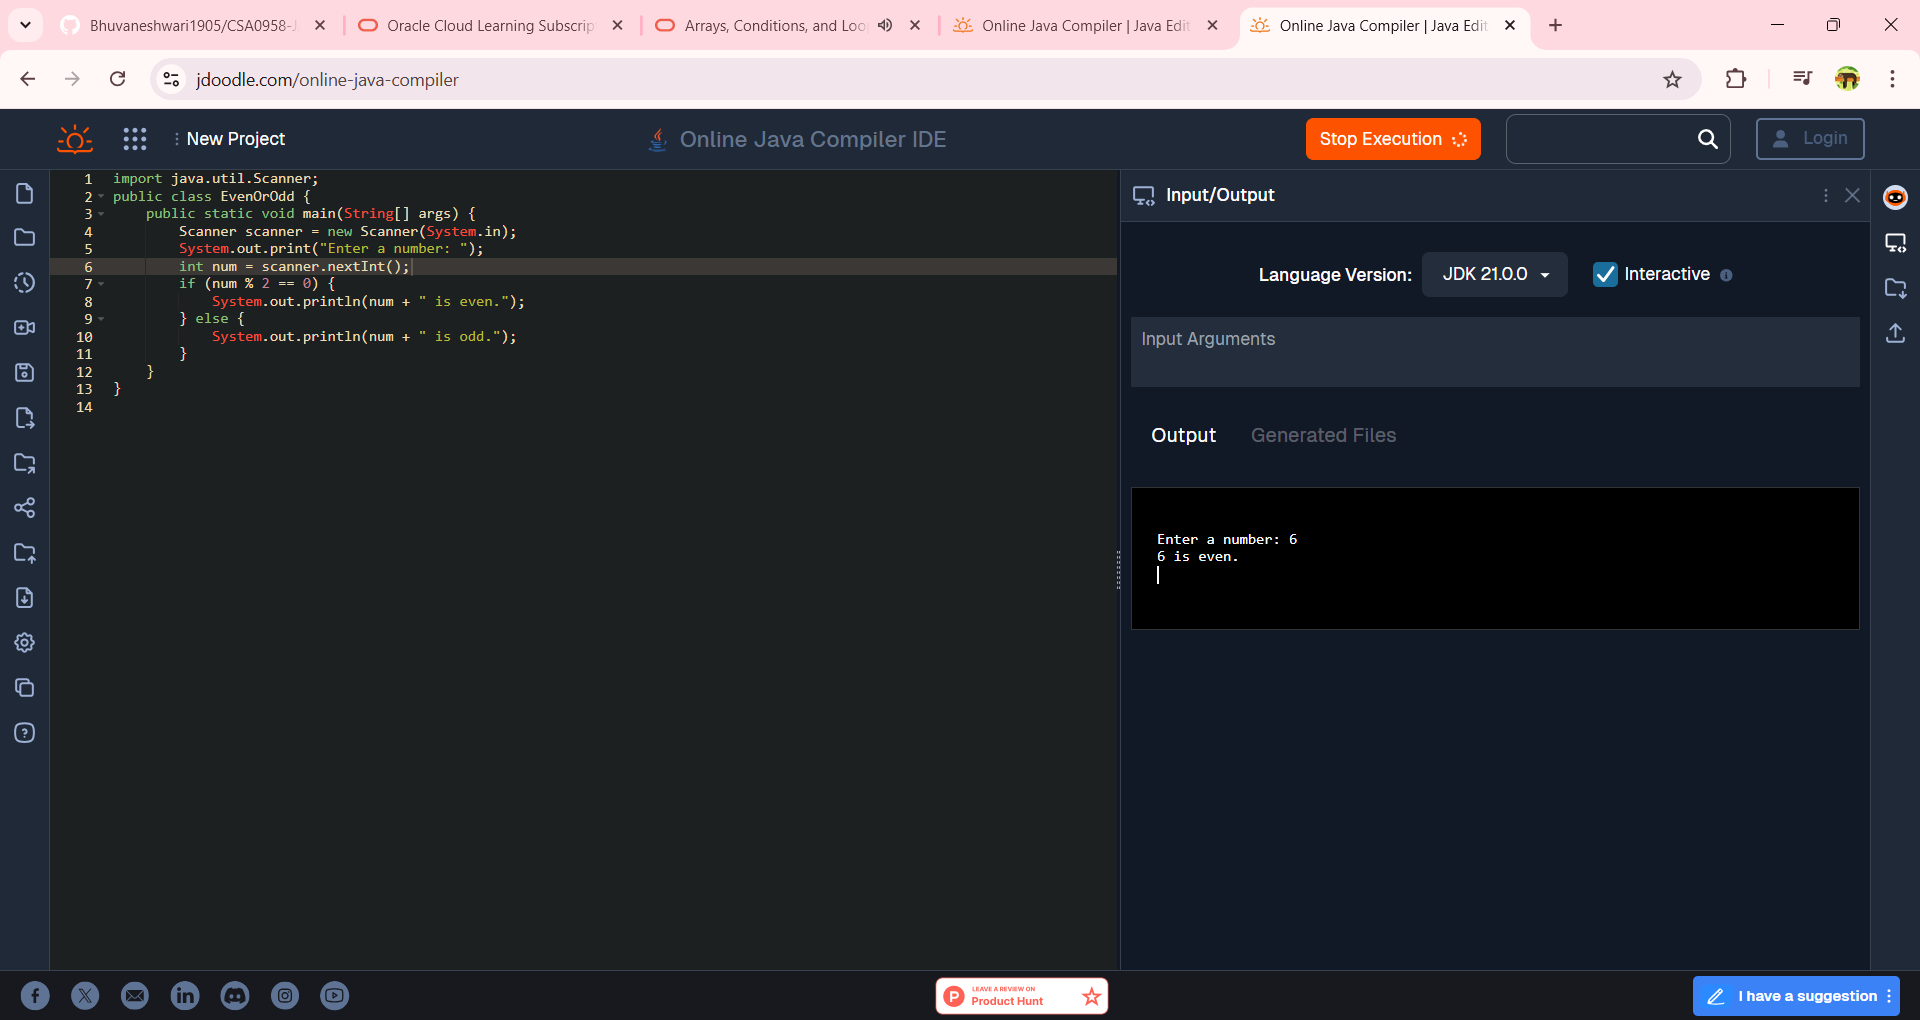 Bhuvaneshwari1905/CSA0958-J
Oracle Cloud Learning Subscrip
Arrays, Conditions, and Loo
Online Java Compiler | Java Edit
Online Java Compiler | Java Edit
jdoodle.com/online-java-compiler
New Project
Online Java Compiler IDE
Stop Execution
Login
1 import java.util.Scanner;
2 public class EvenOrOdd {
3 public static void main(String[] args) {
4 Scanner scanner = new Scanner(System.in);
5 System.out.print("Enter a number: ");
6 int num = scanner.nextInt();
7 if (num % 2 == 0) {
8 System.out.println(num + " is even.");
9 } else {
10 System.out.println(num + " is odd.");
11 }
12 }
13 }
14
Input/Output
Language Version:
JDK 21.0.0
Interactive
Input Arguments
Output
Generated Files
Enter a number: 6
6 is even.
LEAVE A REVIEW ON
P Product Hunt
I have a suggestion